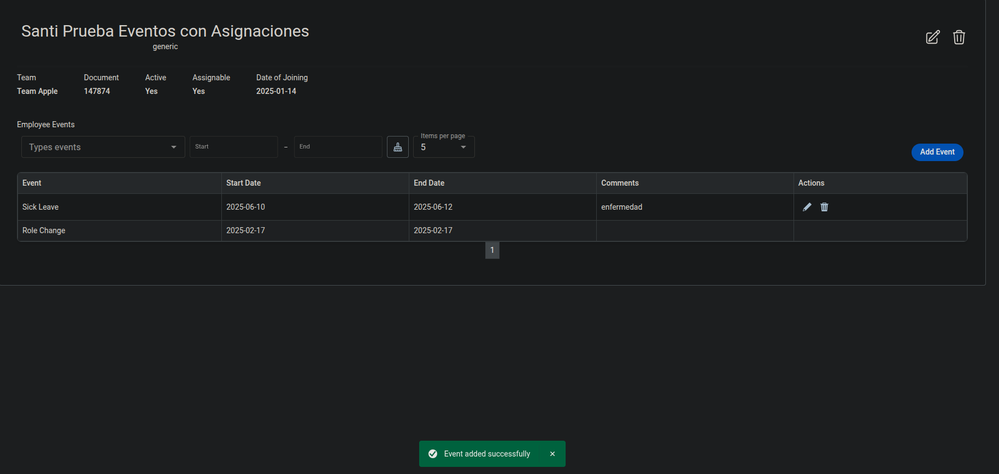 Santi Prueba Eventos con Asignaciones
generic
Team Document Active Assignable Date of Joining
Team Apple 147874 Yes Yes 2025-01-14
Employee Events
Items per page
Types events Start – End 5
Add Event
Event Start Date End Date Comments Actions
Sick Leave 2025-06-10 2025-06-12 enfermedad
Role Change 2025-02-17 2025-02-17
1
Event added successfully ×